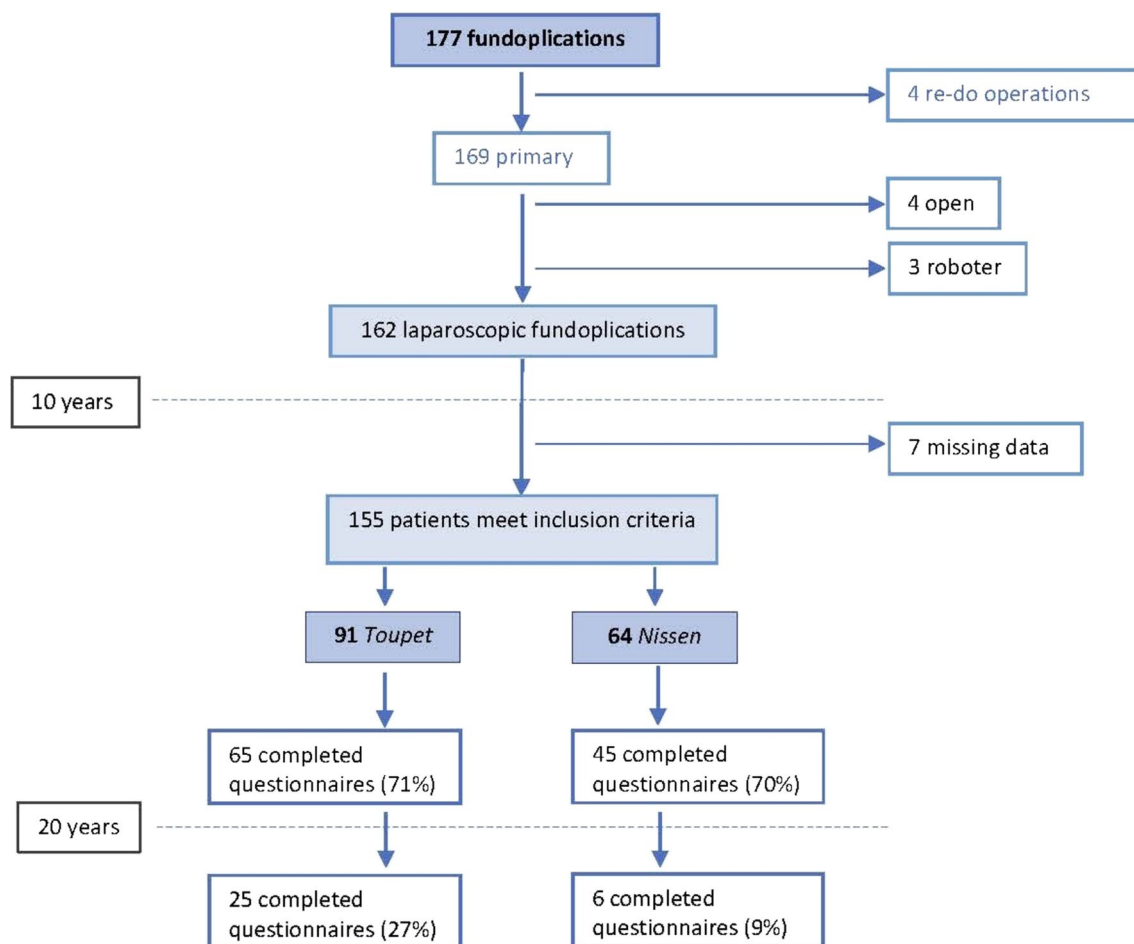 177 fundoplications
4 re-do operations
169 primary
4 open
3 roboter
162 laparoscopic fundoplications
10 years
7 missing data
155 patients meet inclusion criteria
91 Toupet
64 Nissen
65 completed
questionnaires (71%)
45 completed
questionnaires (70%)
20 years
25 completed
questionnaires (27%)
6 completed
questionnaires (9%)